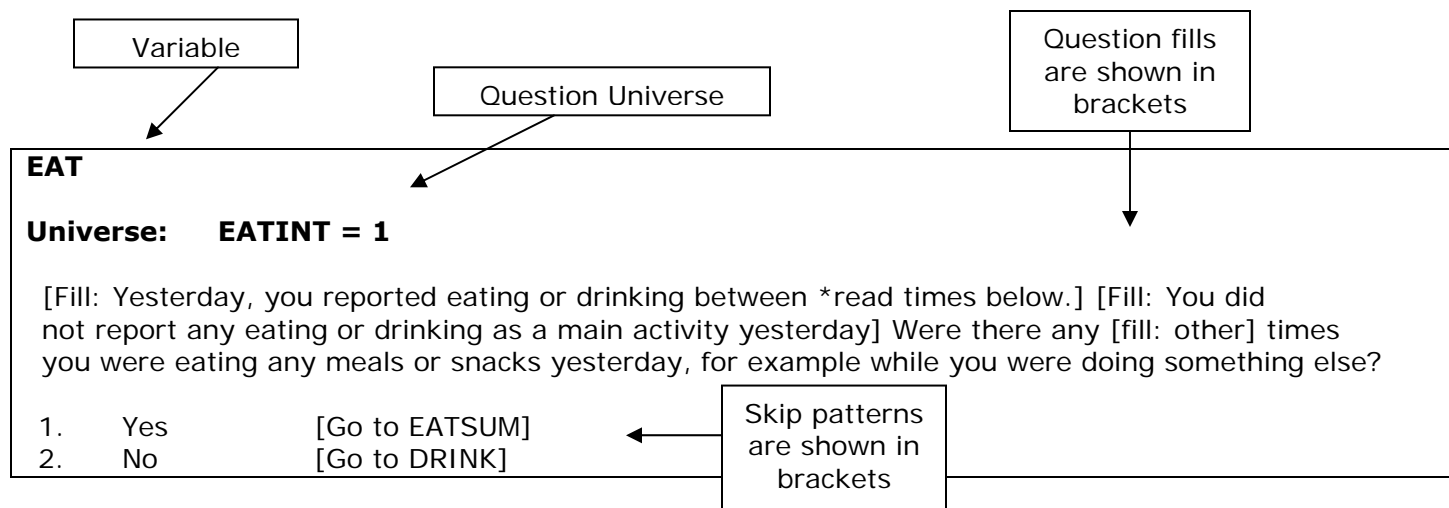 Variable
Question Universe
Question fills
are shown in
brackets
EAT
Universe: EATINT = 1
[Fill: Yesterday, you reported eating or drinking between *read times below.] [Fill: You did
not report any eating or drinking as a main activity yesterday] Were there any [fill: other] times
you were eating any meals or snacks yesterday, for example while you were doing something else?
1. Yes [Go to EATSUM]
2. No [Go to DRINK]
Skip patterns
are shown in
brackets